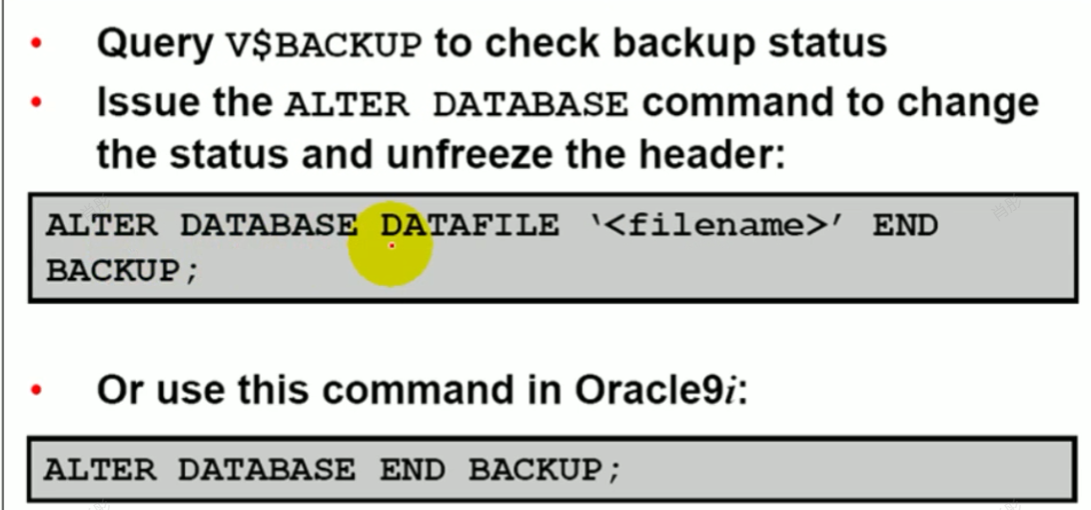 • Query V$BACKUP to check backup status
• Issue the ALTER DATABASE command to change
the status and unfreeze the header:
ALTER DATABASE DATAFILE ‘<filename>’ END
BACKUP;
• Or use this command in Oracle9i:
ALTER DATABASE END BACKUP;